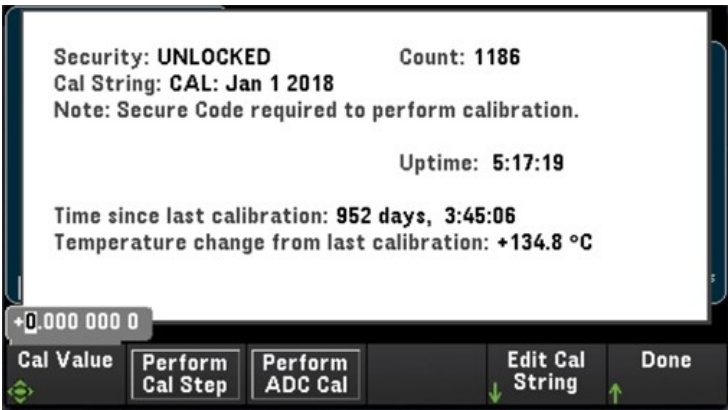 Security: UNLOCKED Count: 1186
Cal String: CAL: Jan 1 2018
Note: Secure Code required to perform calibration.
Uptime: 5:17:19
Time since last calibration: 952 days, 3:45:06
Temperature change from last calibration: +134.8 °C
+0.000 000 0
Cal Value
Perform
Cal Step
Perform
ADC Cal
Edit Cal
String
Done